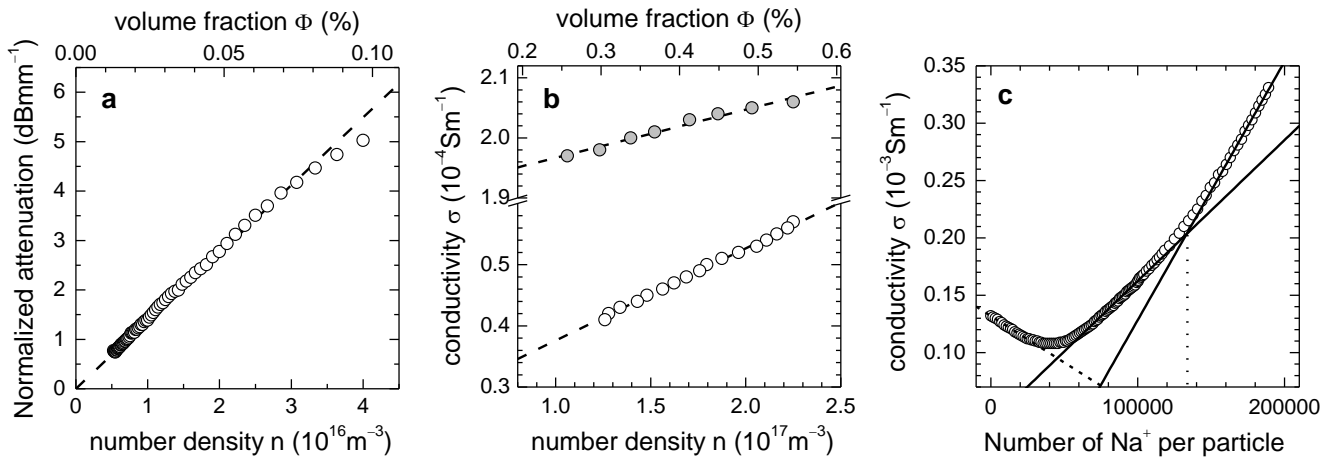 volume fraction Φ (%)
0.00 0.05 0.10
a
Normalized attenuation (dBmm⁻¹)
6
5
4
3
2
1
0
0 1 2 3 4
number density n (10¹⁶m⁻³)
volume fraction Φ (%)
0.2 0.3 0.4 0.5 0.6
b
conductivity σ (10⁻⁴Sm⁻¹)
2.1
2.0
1.9
0.5
0.4
0.3
1.0 1.5 2.0 2.5
number density n (10¹⁷m⁻³)
c
conductivity σ (10⁻³Sm⁻¹)
0.35
0.30
0.25
0.20
0.15
0.10
0 100000 200000
Number of Na⁺ per particle